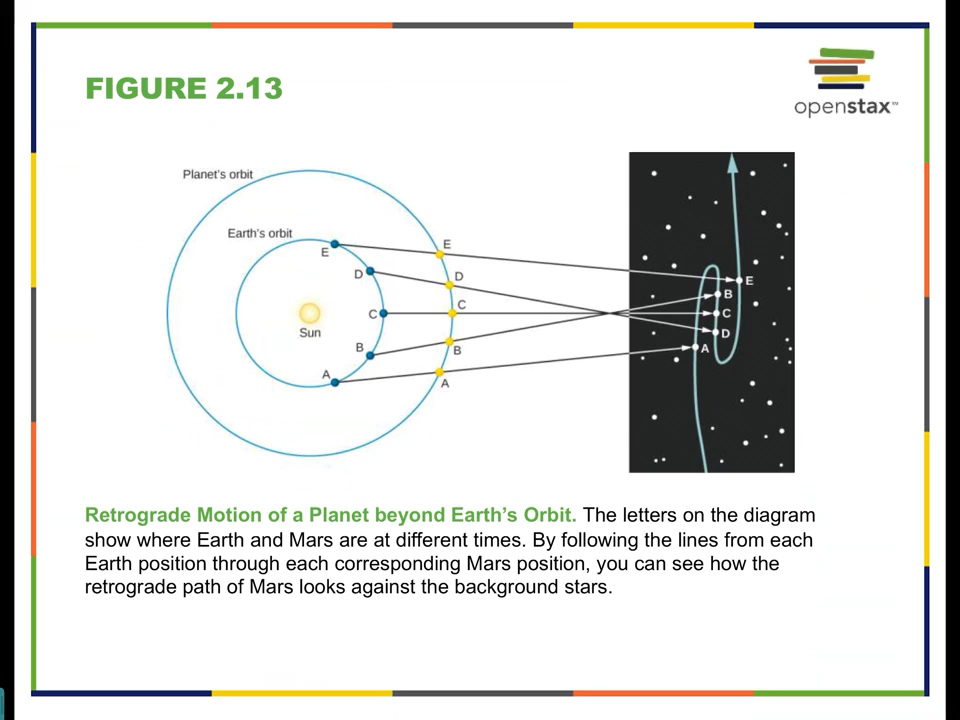 FIGURE 2.13
openstax™
Planet's orbit
Earth's orbit
E
E
D
D
C
C
Sun
B
B
A
A
E
B
C
D
A
Retrograde Motion of a Planet beyond Earth's Orbit. The letters on the diagram
show where Earth and Mars are at different times. By following the lines from each
Earth position through each corresponding Mars position, you can see how the
retrograde path of Mars looks against the background stars.